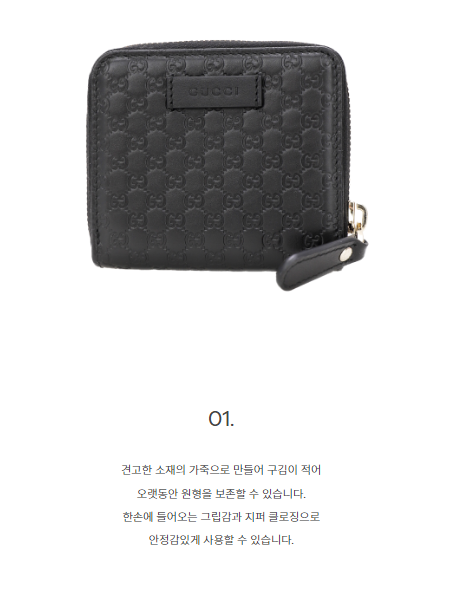 GUCCI
01.
견고한 소재의 가죽으로 만들어 구김이 적어
오랫동안 원형을 보존할 수 있습니다.
한손에 들어오는 그립감과 지퍼 클로징으로
안정감있게 사용할 수 있습니다.